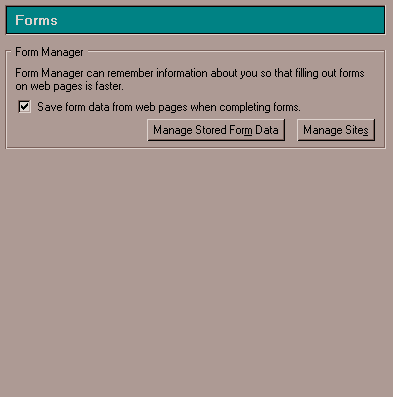 Forms
Form Manager
Form Manager can remember information about you so that filling out forms
on web pages is faster.
Save form data from web pages when completing forms.
Manage Stored Form Data
Manage Sites